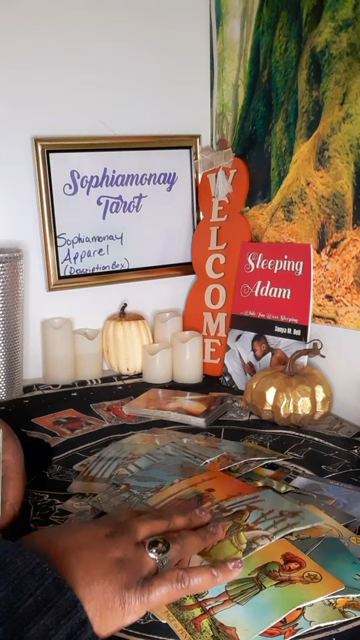 Sophiamonay
Tarot
Sophiamonay
Apparel
(Description Box)
WELCOME
Sleeping
Adam
Sonya M. Bell